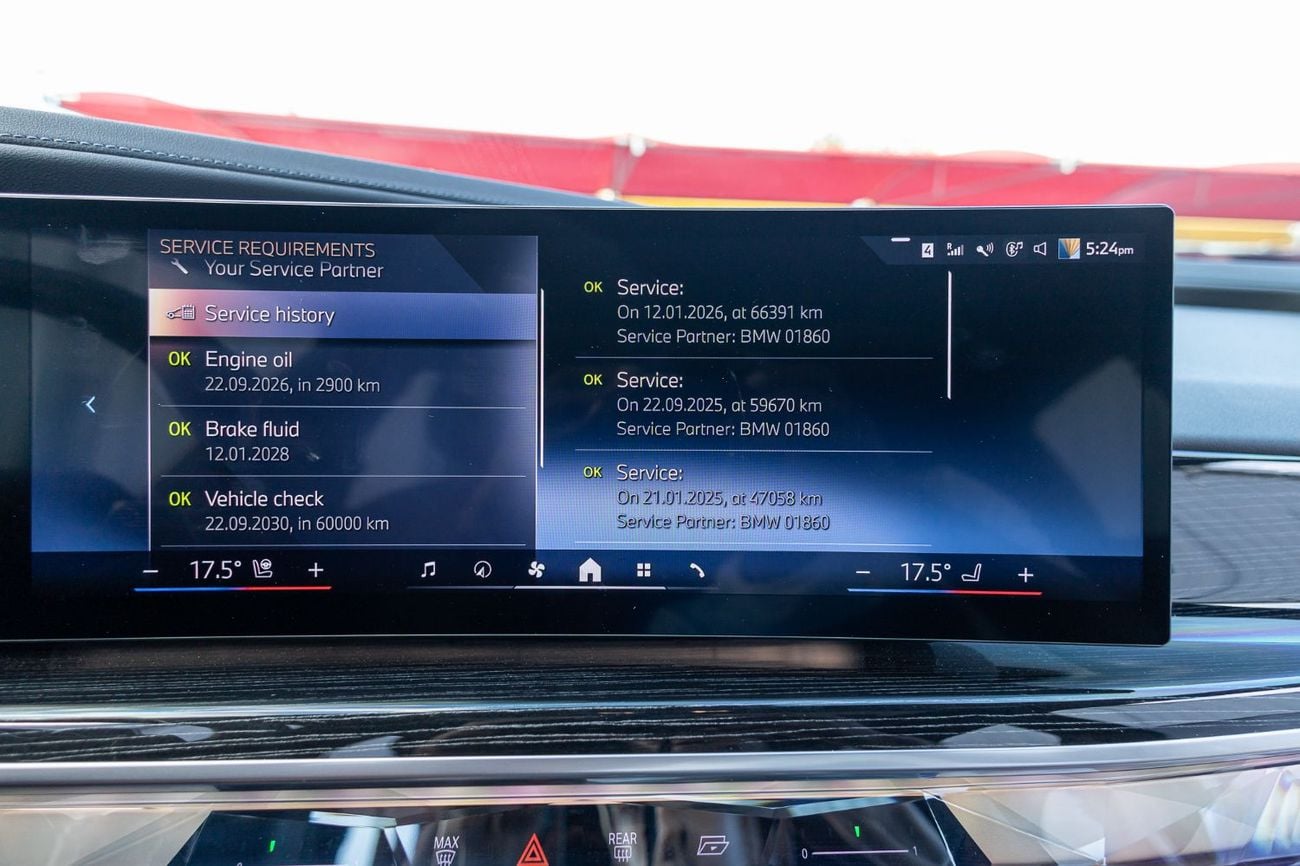 SERVICE REQUIREMENTS
Your Service Partner
Service history
OK Engine oil
22.09.2026, in 2900 km
OK Brake fluid
12.01.2028
OK Vehicle check
22.09.2030, in 60000 km
4 R 5:24pm
OK Service:
On 12.01.2026, at 66391 km
Service Partner: BMW 01860
OK Service:
On 22.09.2025, at 59670 km
Service Partner: BMW 01860
OK Service:
On 21.01.2025, at 47058 km
Service Partner: BMW 01860
− 17.5° +
− 17.5° +
MAX
REAR
0 1